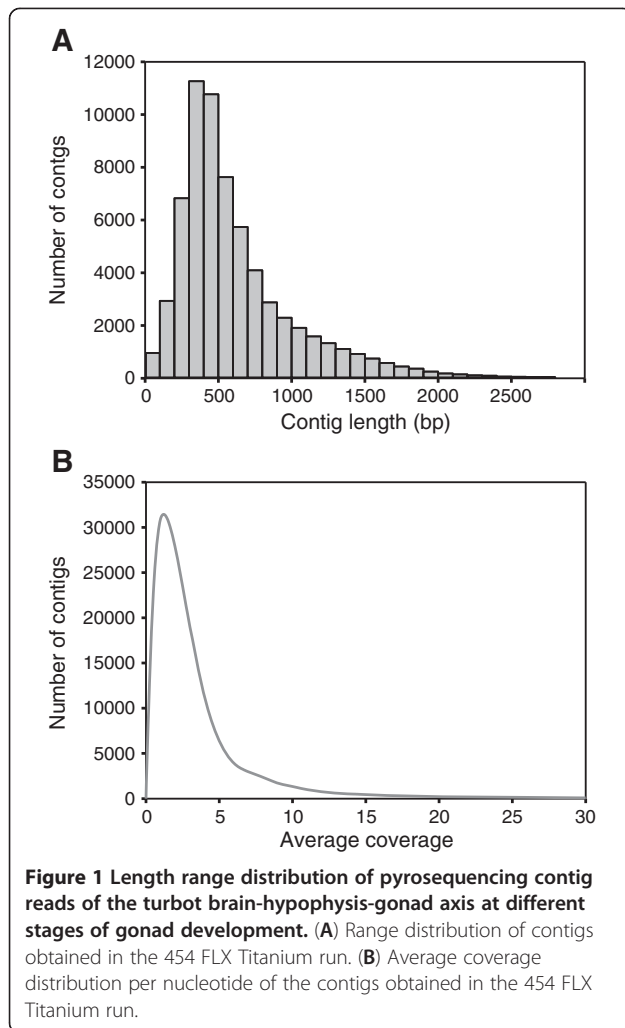 A
12000
10000
8000
6000
4000
2000
0
Number of contgs
0 500 1000 1500 2000 2500
Contig length (bp)
B
35000
30000
25000
20000
15000
10000
5000
0
Number of contigs
0 5 10 15 20 25 30
Average coverage
Figure 1 Length range distribution of pyrosequencing contig
reads of the turbot brain-hypophysis-gonad axis at different
stages of gonad development. (A) Range distribution of contigs
obtained in the 454 FLX Titanium run. (B) Average coverage
distribution per nucleotide of the contigs obtained in the 454 FLX
Titanium run.